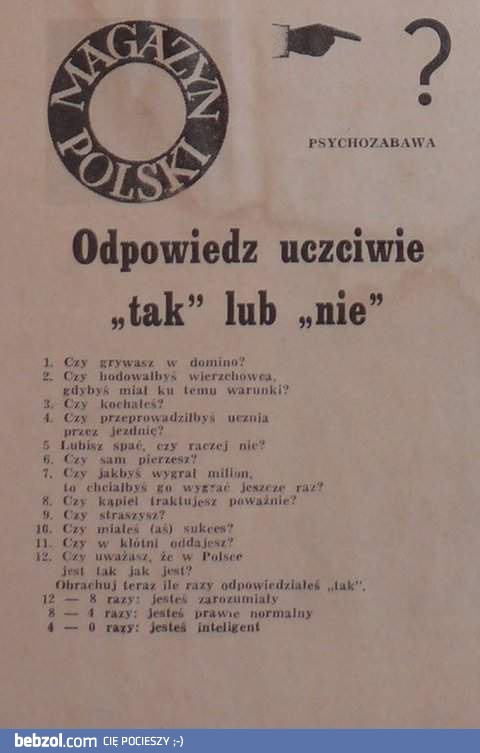 MAGAZYN
POLSKI
?
PSYCHOZABAWA
Odpowiedz uczciwie
„tak” lub „nie”
1. Czy grywasz w domino?
2. Czy hodowałbyś wierzchowca,
gdybyś miał ku temu warunki?
3. Czy kochałeś?
4. Czy przeprowadziłbyś ucznia
przez jezdnię?
5 Lubisz spać, czy raczej nie?
6. Czy sam pierzesz?
7. Czy jakbyś wygrał milion,
to chciałbyś go wygrać jeszcze raz?
8. Czy kąpiel traktujesz poważnie?
9. Czy straszysz?
10. Czy miałeś (aś) sukces?
11. Czy w kłótni oddajesz?
12. Czy uważasz, że w Polsce
jest tak jak jest?
Obrachuj teraz ile razy odpowiedziałeś „tak”.
12 — 8 razy: jesteś zarozumiały
8 — 4 razy: jesteś prawie normalny
4 — 0 razy: jesteś inteligent
bebzol.com CIĘ POCIESZY ;-)